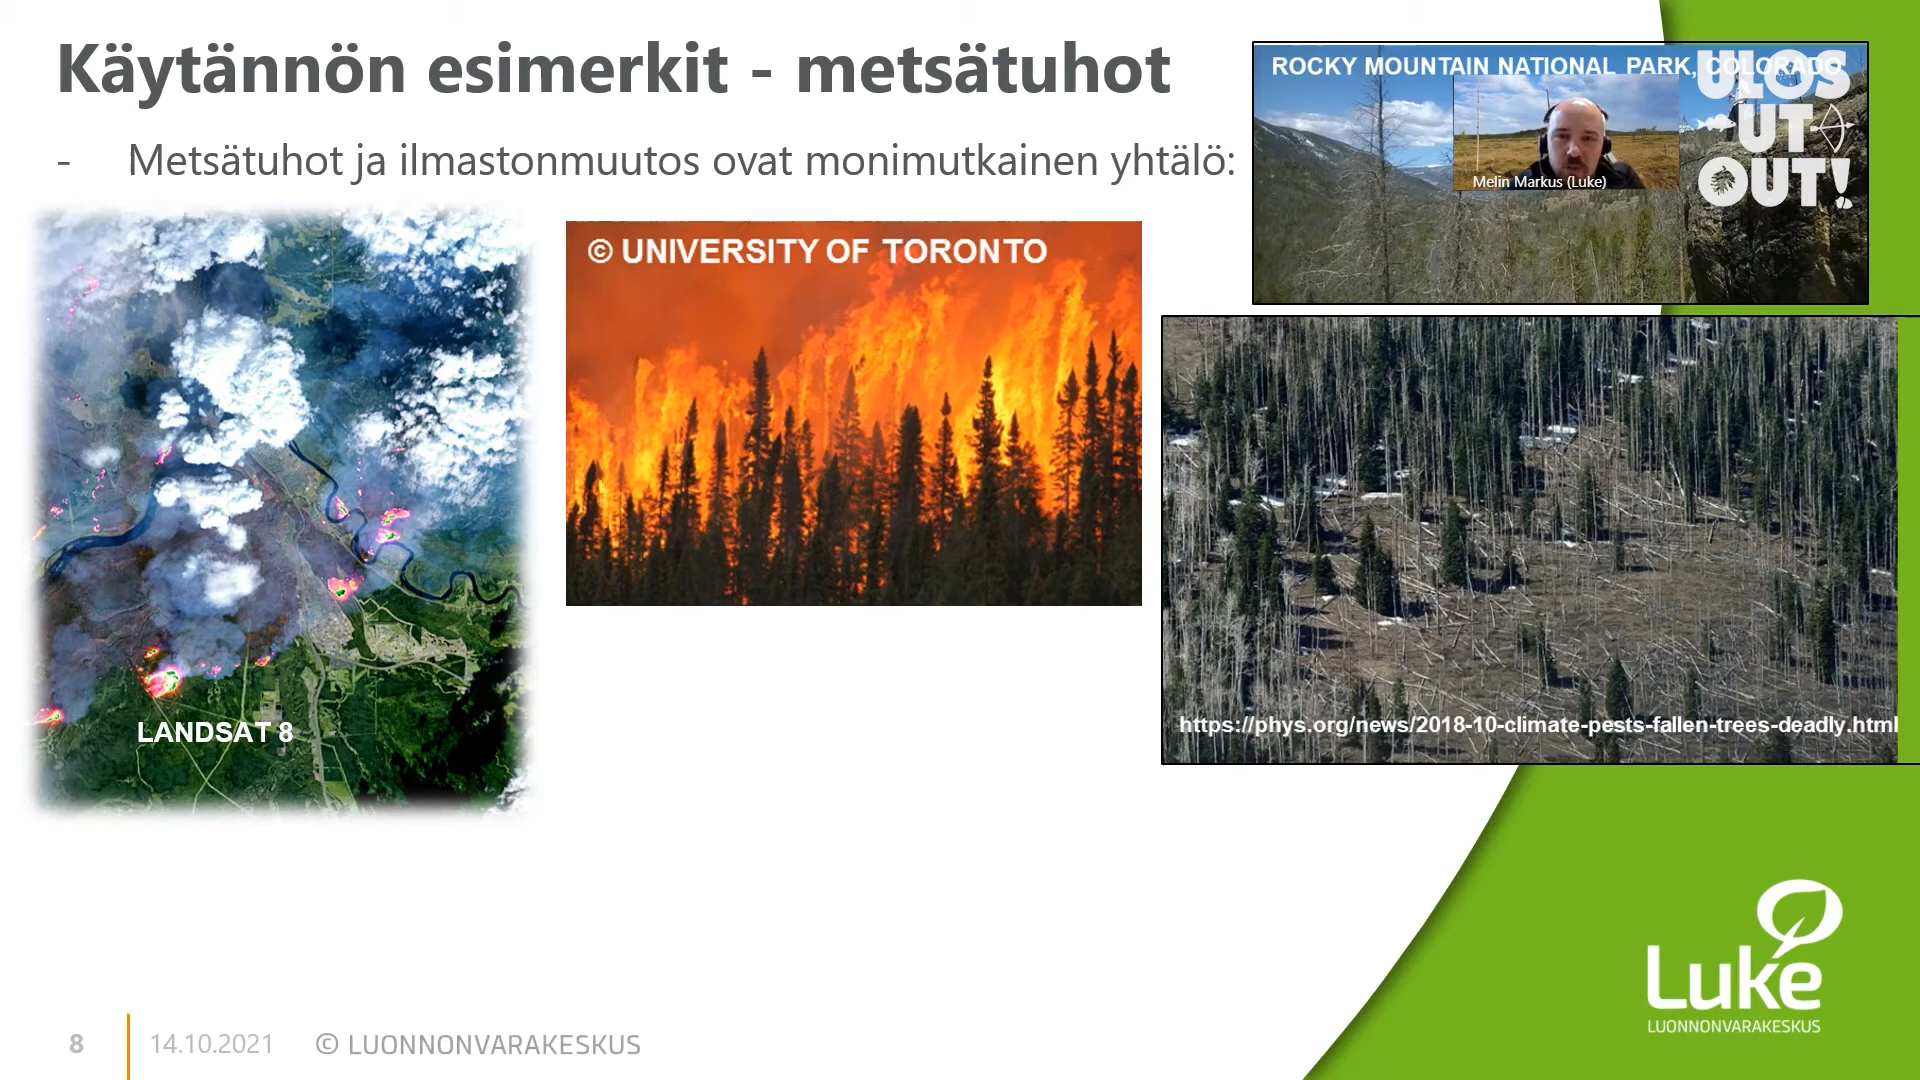 Käytännön esimerkit - metsätuhot
- Metsätuhot ja ilmastonmuutos ovat monimutkainen yhtälö:
ROCKY MOUNTAIN NATIONAL PARK, COLORADO
ULOS
UT
OUT!
Melin Markus (Luke)
© UNIVERSITY OF TORONTO
LANDSAT 8
https://phys.org/news/2018-10-climate-pests-fallen-trees-deadly.html
Luke
LUONNONVARAKESKUS
8
14.10.2021
© LUONNONVARAKESKUS